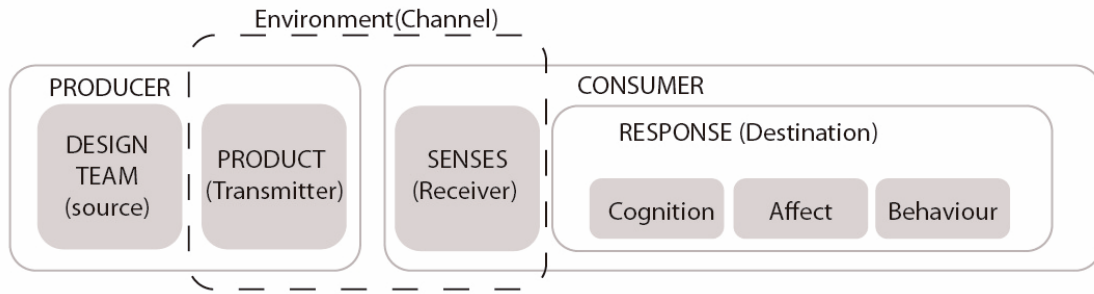 Environment(Channel)
PRODUCER
DESIGN
TEAM
(source)
PRODUCT
(Transmitter)
SENSES
(Receiver)
CONSUMER
RESPONSE (Destination)
Cognition
Affect
Behaviour